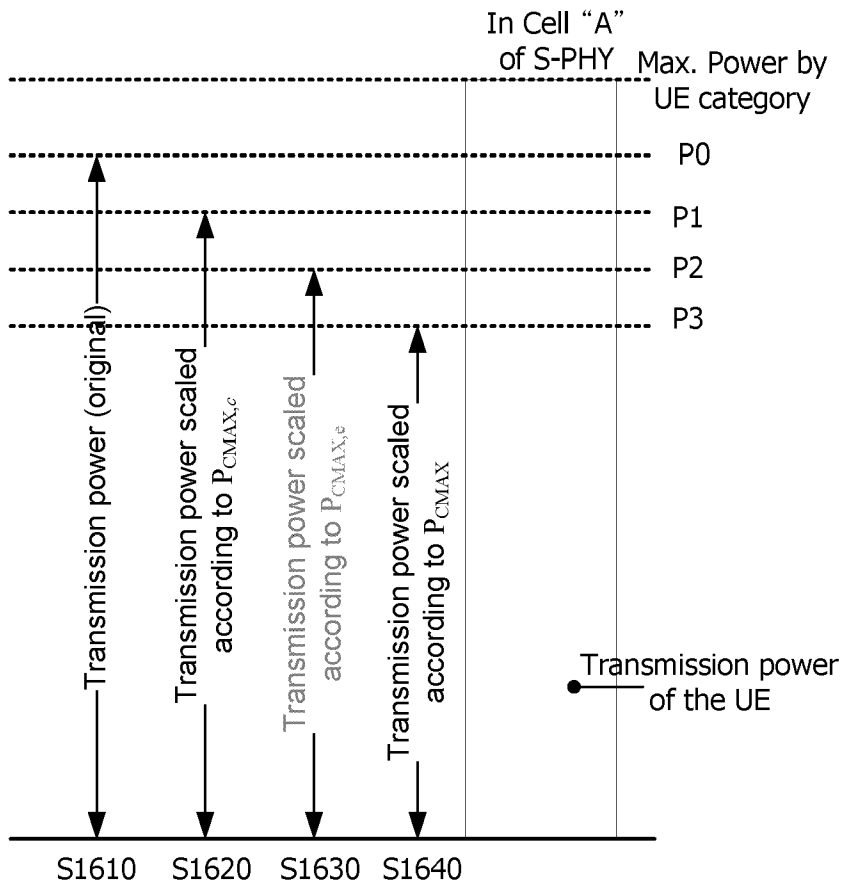 In Cell “A”
of S-PHY
Max. Power by
UE category
P0
P1
P2
P3
Transmission power (original)
Transmission power scaled
according to PCMAX,c
Transmission power scaled
according to PCMAX,e
Transmission power scaled
according to PCMAX
Transmission power
of the UE
S1610
S1620
S1630
S1640